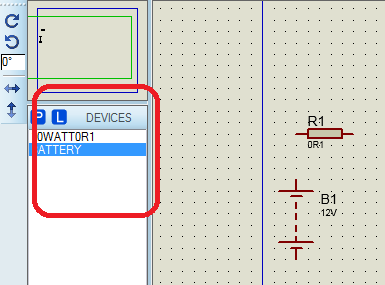 0°
P L DEVICES
0WATT0R1
ATTERY
R1
0R1
B1
12V